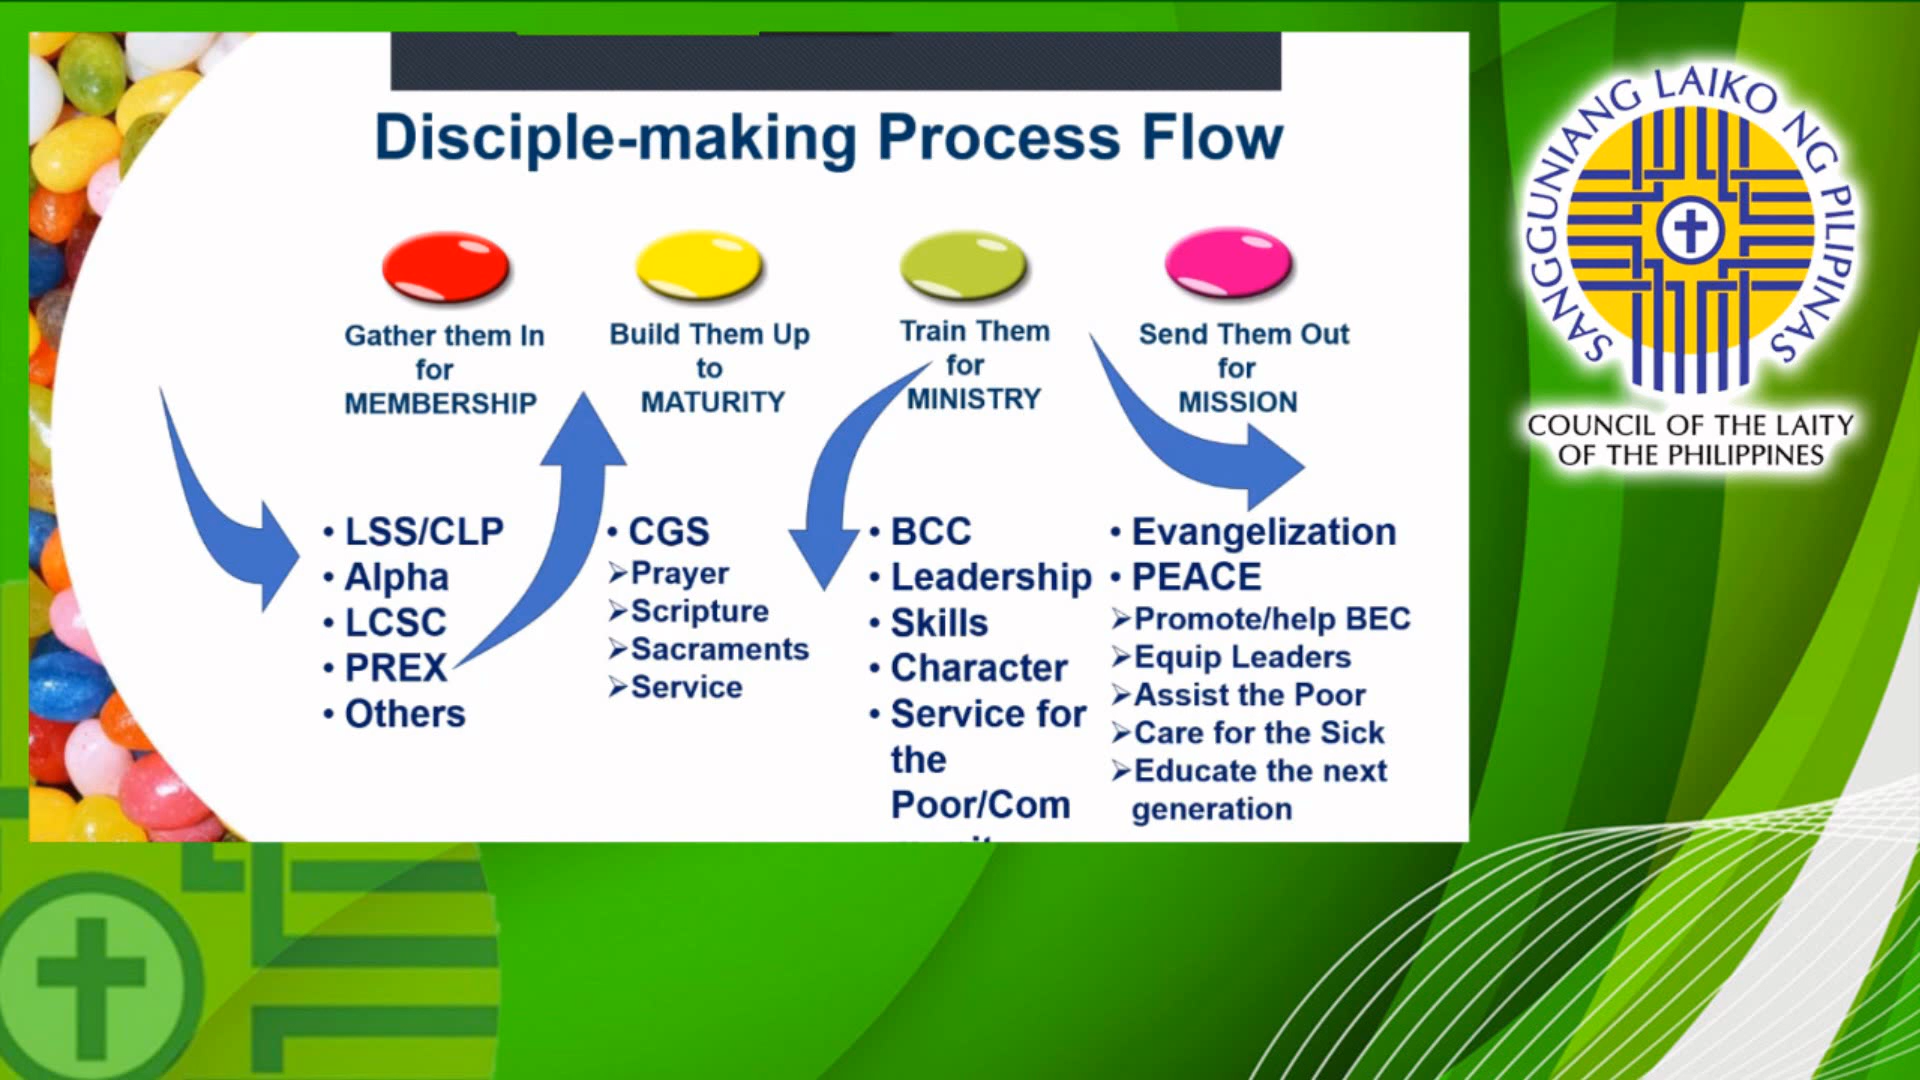 Disciple-making Process Flow
Gather them In
for
MEMBERSHIP
Build Them Up
to
MATURITY
Train Them
for
MINISTRY
Send Them Out
for
MISSION
• LSS/CLP
• Alpha
• LCSC
• PREX
• Others
• CGS
➢Prayer
➢Scripture
➢Sacraments
➢Service
• BCC
• Leadership
• Skills
• Character
• Service for
the
Poor/Com
• Evangelization
• PEACE
➢Promote/help BEC
➢Equip Leaders
➢Assist the Poor
➢Care for the Sick
➢Educate the next
generation
SANGGUNIANG LAIKO NG PILIPINAS
COUNCIL OF THE LAITY
OF THE PHILIPPINES